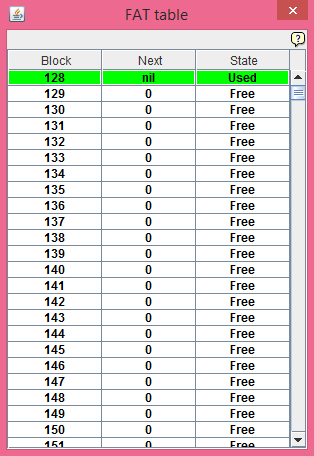 FAT table
Block Next State
128 nil Used
129 0 Free
130 0 Free
131 0 Free
132 0 Free
133 0 Free
134 0 Free
135 0 Free
136 0 Free
137 0 Free
138 0 Free
139 0 Free
140 0 Free
141 0 Free
142 0 Free
143 0 Free
144 0 Free
145 0 Free
146 0 Free
147 0 Free
148 0 Free
149 0 Free
150 0 Free
151 0 Free